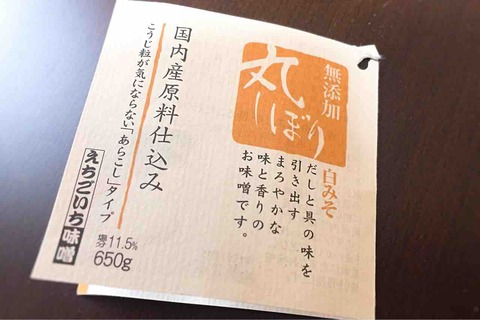 無添加
丸しぼり
白みそ
だしと具の味を
引き出す
まろやかな
味と香りの
お味噌です。
国内産原料仕込み
こうじ粒が気にならない「あらこし」タイプ
えちごいち味噌
塩分11.5%
650g